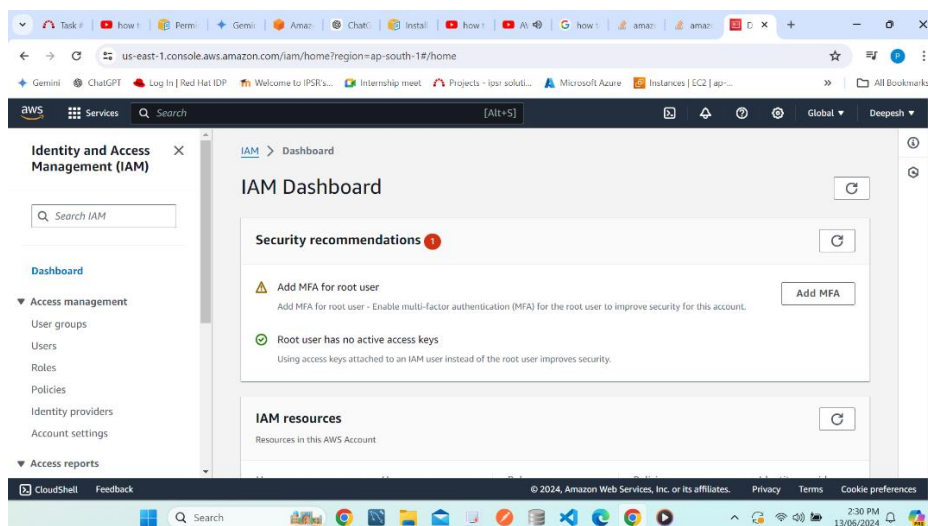 Task #
how t
Permi
Gemi
Amaz
ChatG
Install
how t
AV
how t
amaz
amaz
D
us-east-1.console.aws.amazon.com/iam/home?region=ap-south-1#/home
Gemini
ChatGPT
Log In | Red Hat IDP
Welcome to IPSR's...
Internship meet
Projects - ipsr soluti...
Microsoft Azure
Instances | EC2 | ap-...
»
All Bookmarks
aws
Services
Search
[Alt+S]
Global
Deepesh
Identity and Access
Management (IAM)
Search IAM
Dashboard
Access management
User groups
Users
Roles
Policies
Identity providers
Account settings
Access reports
IAM > Dashboard
IAM Dashboard
Security recommendations 1
Add MFA for root user
Add MFA for root user - Enable multi-factor authentication (MFA) for the root user to improve security for this account.
Add MFA
Root user has no active access keys
Using access keys attached to an IAM user instead of the root user improves security.
IAM resources
Resources in this AWS Account
CloudShell
Feedback
© 2024, Amazon Web Services, Inc. or its affiliates.
Privacy
Terms
Cookie preferences
Search
2:30 PM
13/06/2024